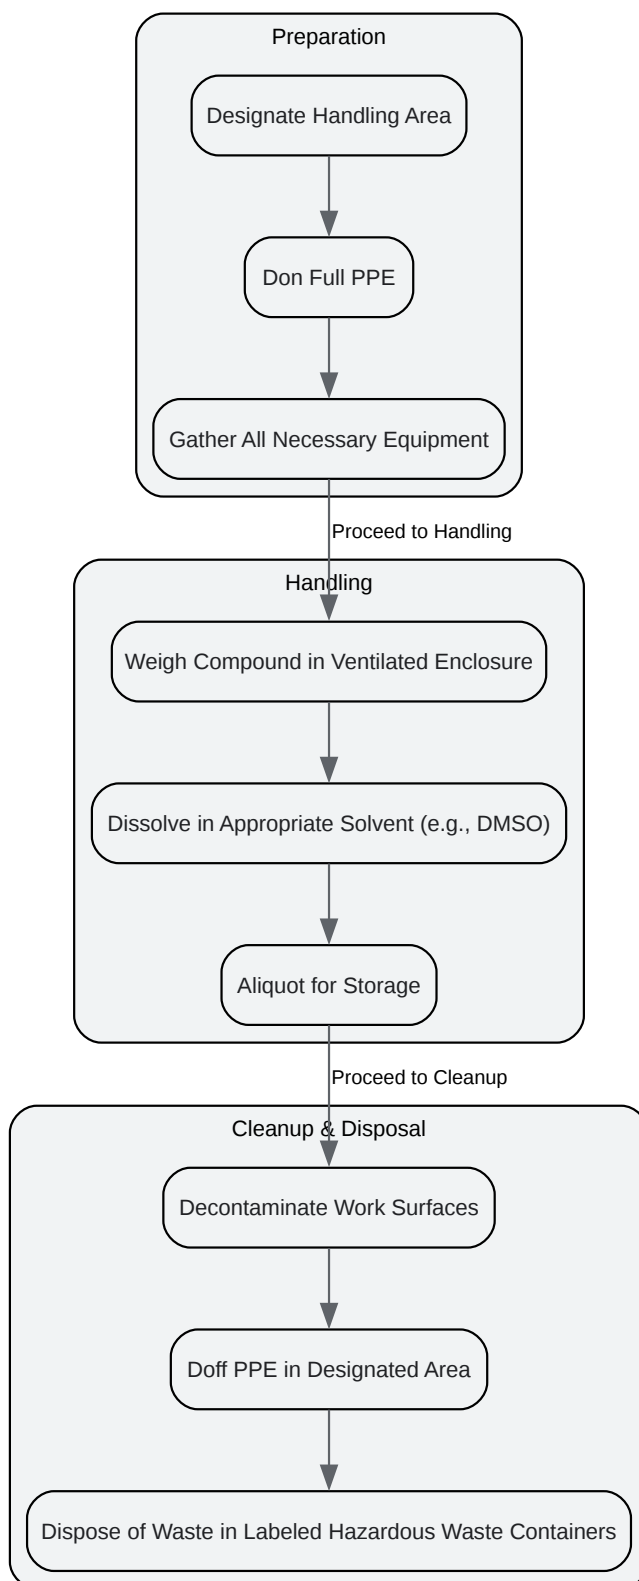 Preparation
Designate Handling Area
Don Full PPE
Gather All Necessary Equipment
Proceed to Handling
Handling
Weigh Compound in Ventilated Enclosure
Dissolve in Appropriate Solvent (e.g., DMSO)
Aliquot for Storage
Proceed to Cleanup
Cleanup & Disposal
Decontaminate Work Surfaces
Doff PPE in Designated Area
Dispose of Waste in Labeled Hazardous Waste Containers